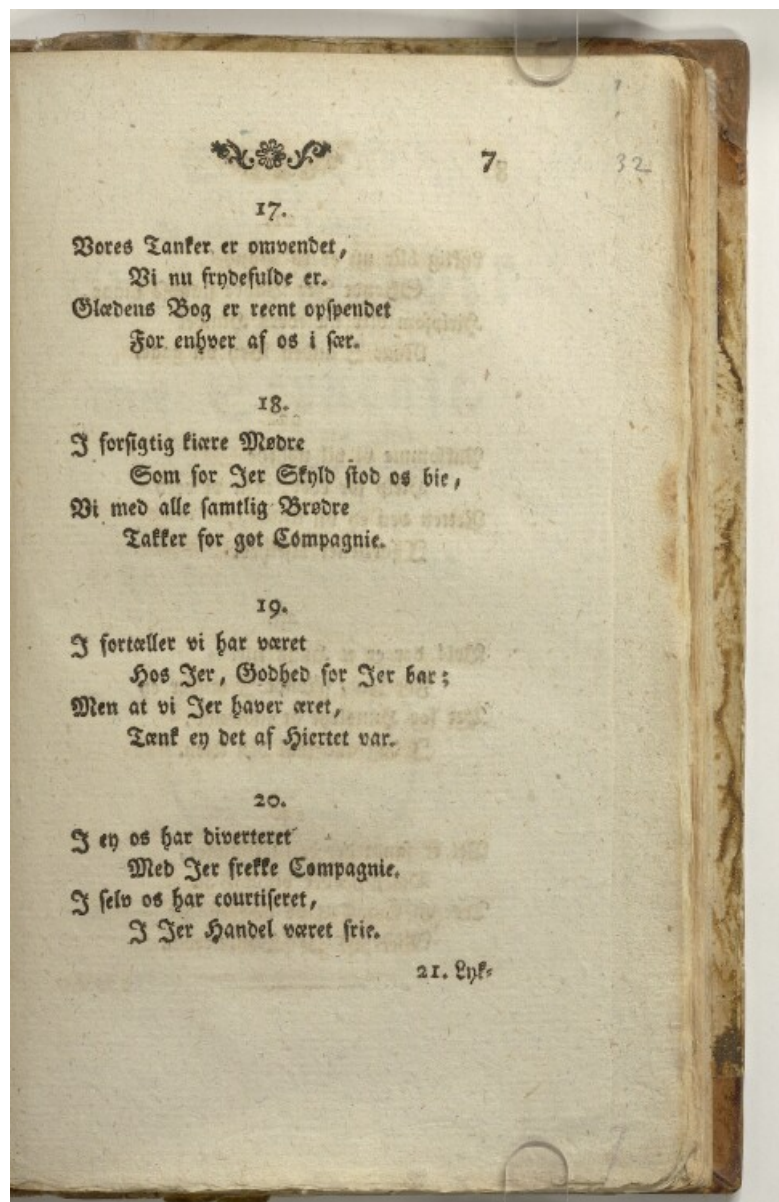 7
32
17.
Vores Tanker er omvendet,
Vi nu frydefulde er.
Glædens Bog er reent opspendet
For enhver af os i sær.
18.
I forsigtig kiære Mødre
Som for Jer Skyld stod os bie,
Vi med alle samtlig Brødre
Takker for got Compagnie.
19.
I fortæller vi har været
Hos Jer, Godhed for Jer bar;
Men at vi Jer haver æret,
Tænk ey det af Hiertet var.
20.
I ey os har diverteret
Med Jer frekke Compagnie.
I selv os har courtiseret,
I Jer Handel været frie.
21. Lyk-